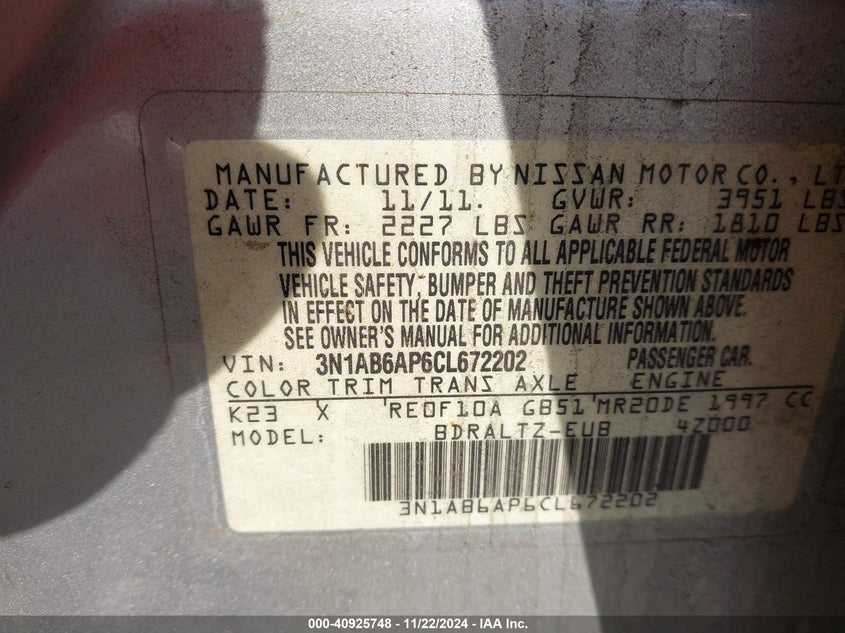 MANUFACTURED BY NISSAN MOTOR CO., LT
DATE: 11/11. GVWR: 3951 LBS
GAWR FR: 2227 LBS GAWR RR: 1810 LBS
THIS VEHICLE CONFORMS TO ALL APPLICABLE FEDERAL MOTOR
VEHICLE SAFETY, BUMPER AND THEFT PREVENTION STANDARDS
IN EFFECT ON THE DATE OF MANUFACTURE SHOWN ABOVE.
SEE OWNER'S MANUAL FOR ADDITIONAL INFORMATION.
VIN: 3N1AB6AP6CL672202 PASSENGER CAR.
COLOR TRIM TRANS AXLE ENGINE
K23 X RE0F10A GB51 MR20DE 1997 CC
MODEL: BDRALTZ-EUB 4Z000
3N1AB6AP6CL672202
000-40925748 - 11/22/2024 - IAA Inc.